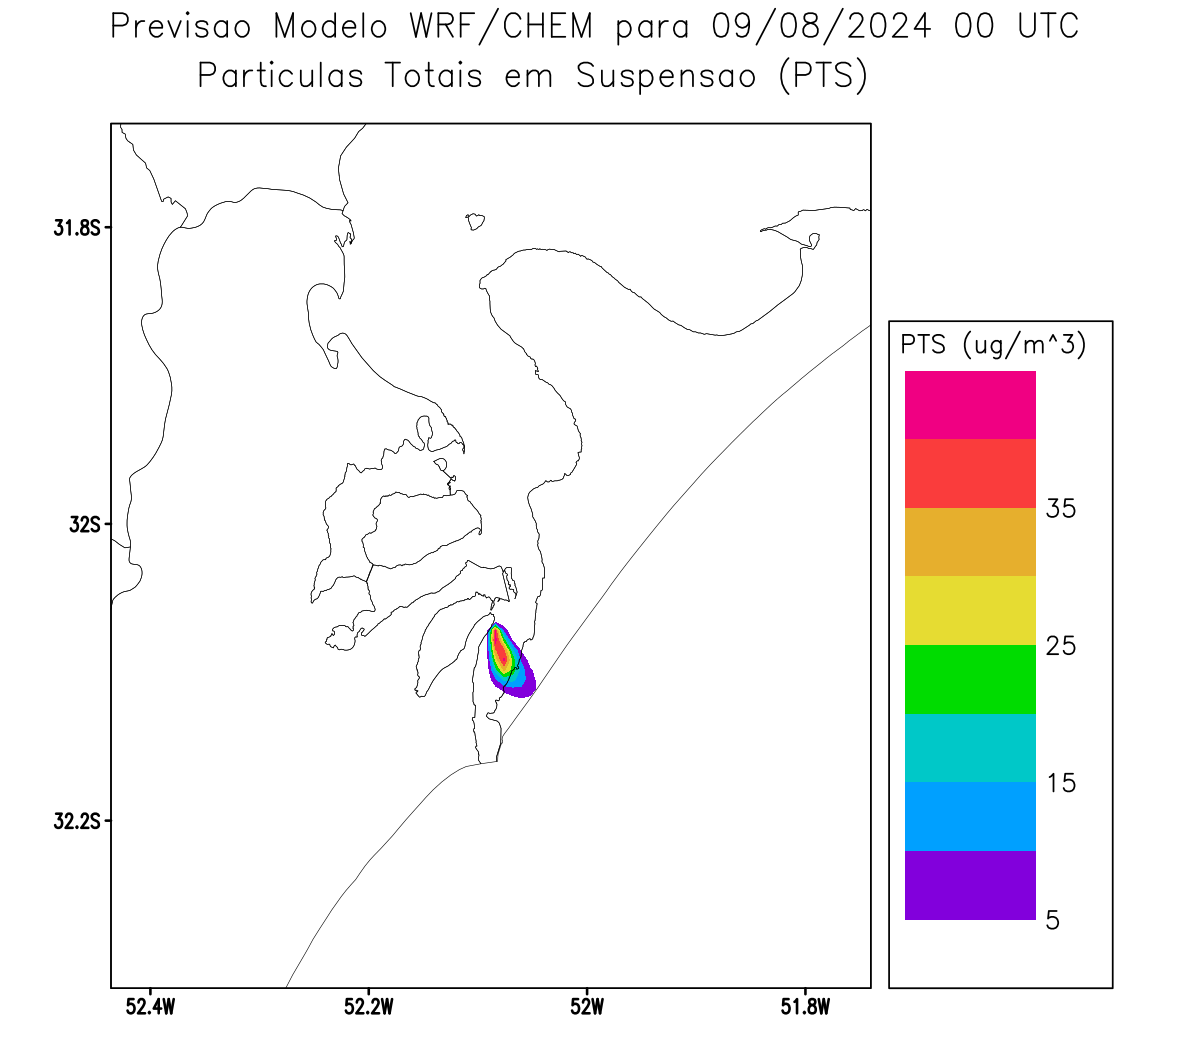 Previsao Modelo WRF/CHEM para 09/08/2024 00 UTC
Particulas Totais em Suspensao (PTS)
31.8S
32S
32.2S
52.4W
52.2W
52W
51.8W
PTS (ug/m^3)
35
25
15
5